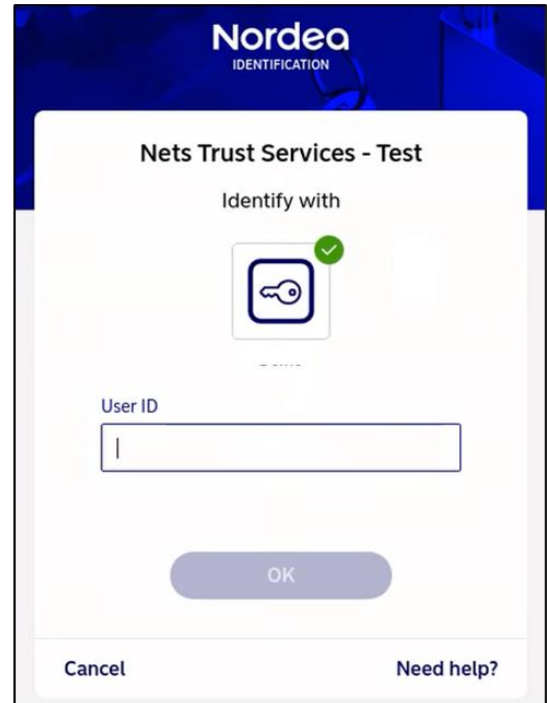 Nordea
IDENTIFICATION
Nets Trust Services - Test
Identify with
User ID
OK
Cancel
Need help?